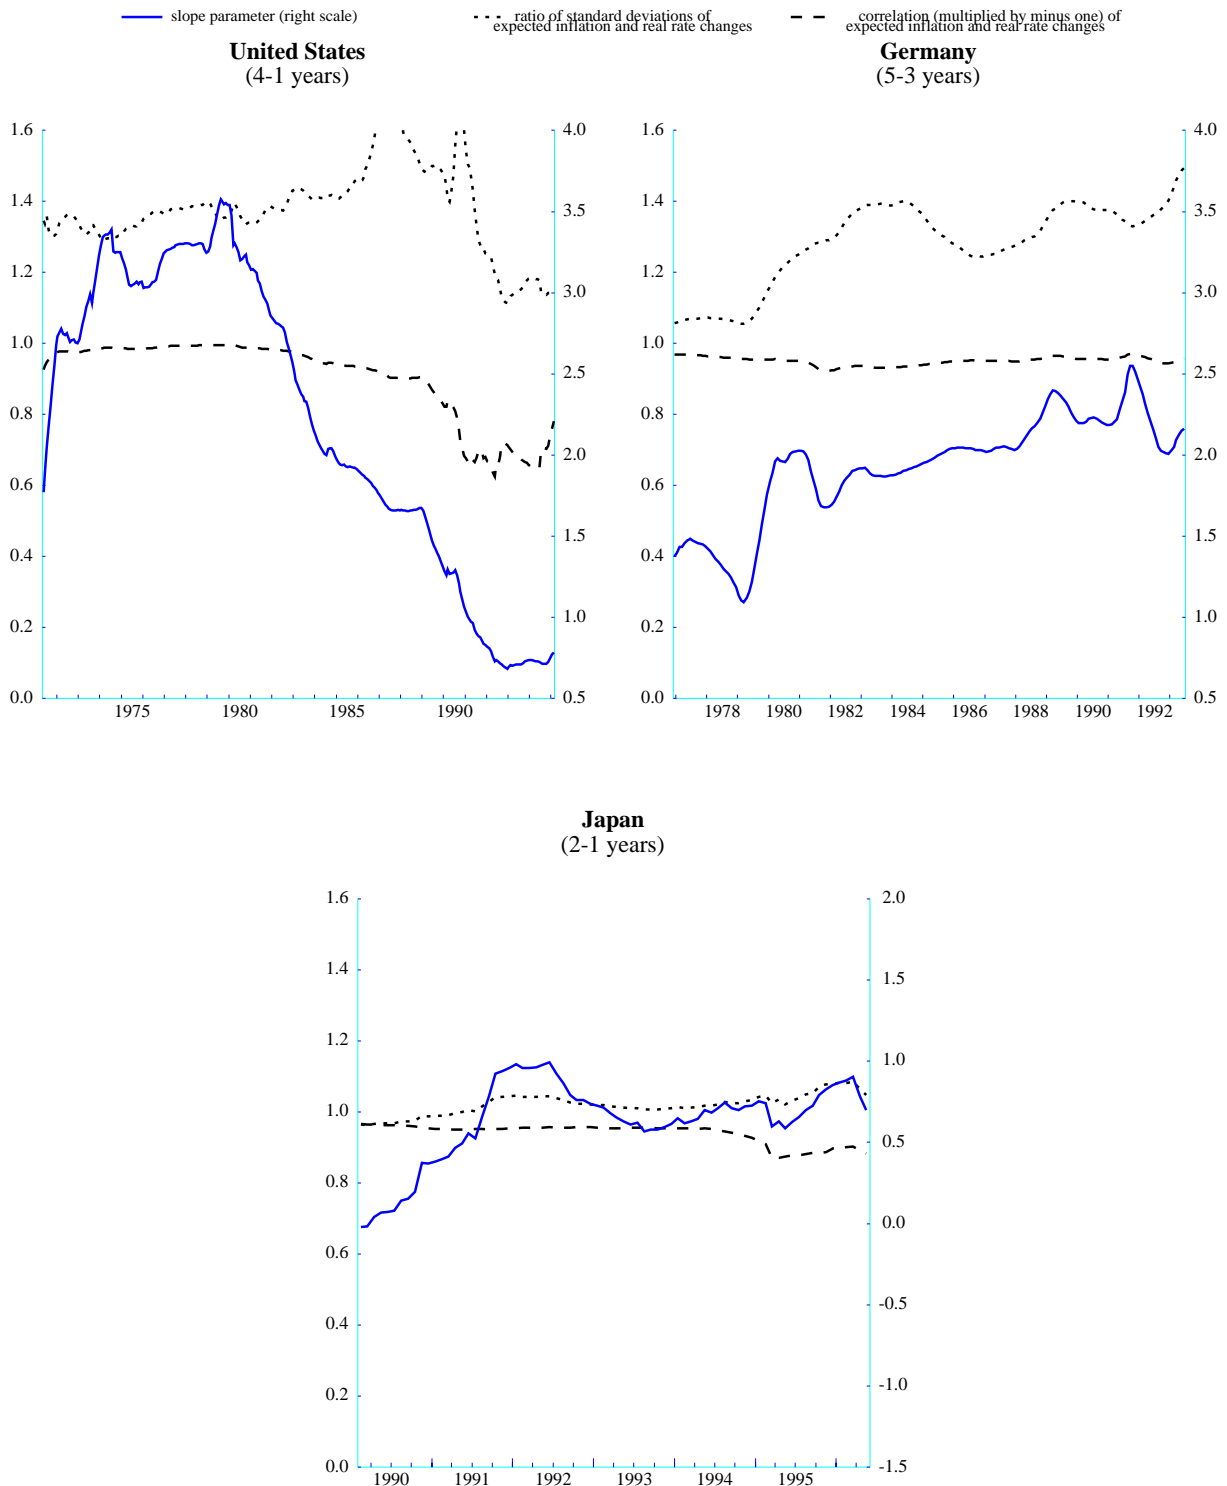 slope parameter (right scale)
ratio of standard deviations of
expected inflation and real rate changes
correlation (multiplied by minus one) of
expected inflation and real rate changes
United States
(4-1 years)
Germany
(5-3 years)
1.6 4.0 1.6 4.0
1.4 3.5 1.4 3.5
1.2 3.0 1.2 3.0
1.0 2.5 1.0 2.5
0.8 2.0 0.8 2.0
0.6 1.5 0.6 1.5
0.4 1.0 0.4 1.0
0.2 0.2
0.0 0.5 0.0 0.5
1975 1980 1985 1990
1978 1980 1982 1984 1986 1988 1990 1992
Japan
(2-1 years)
1.6 2.0
1.4 1.5
1.2 1.0
1.0 0.5
0.8 0.0
0.6 -0.5
0.4 -1.0
0.2
0.0 -1.5
1990 1991 1992 1993 1994 1995